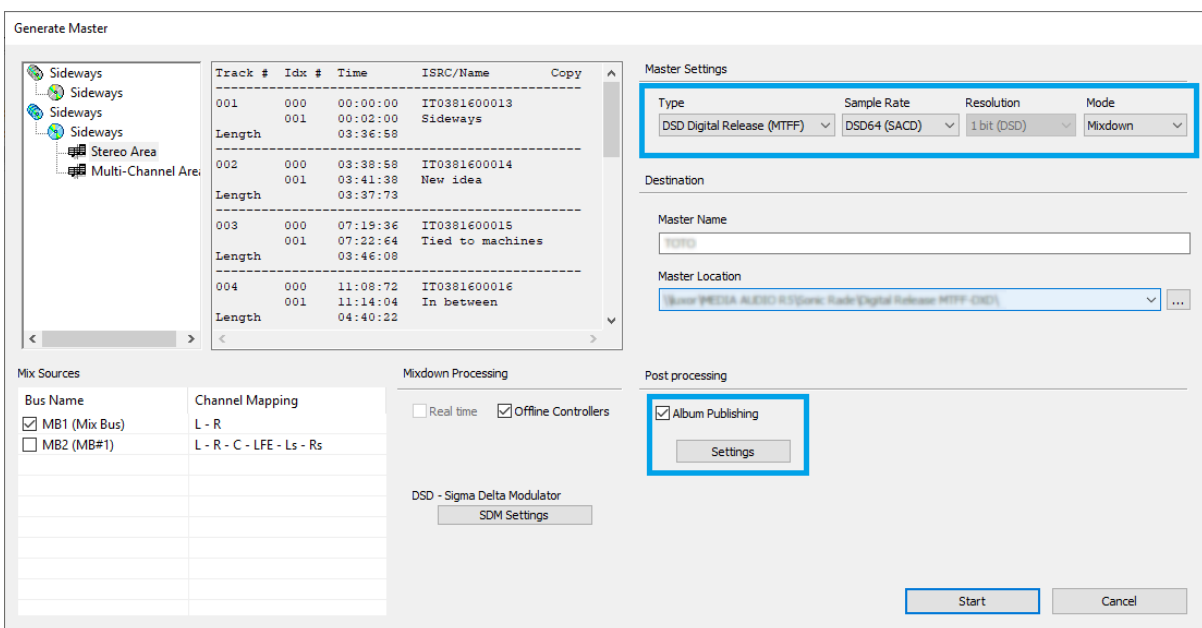 Generate Master
Sideways
Sideways
Sideways
Sideways
Stereo Area
Multi-Channel Area
Track # Idx # Time ISRC/Name Copy
001 000 00:00:00 IT0381600013
001 00:02:00 Sideways
Length 03:36:58
002 000 03:38:58 IT0381600014
001 03:41:38 New idea
Length 03:37:73
003 000 07:19:36 IT0381600015
001 07:22:64 Tied to machines
Length 03:46:08
004 000 11:08:72 IT0381600016
001 11:14:04 In between
Length 04:40:22
Master Settings
Type Sample Rate Resolution Mode
DSD Digital Release (MTFF) DSD64 (SACD) 1 bit (DSD) Mixdown
Destination
Master Name
TOTO
Master Location
...
Mix Sources
Bus Name Channel Mapping
MB1 (Mix Bus) L - R
MB2 (MB#1) L - R - C - LFE - Ls - Rs
Mixdown Processing
Real time Offline Controllers
DSD - Sigma Delta Modulator
SDM Settings
Post processing
Album Publishing
Settings
Start Cancel